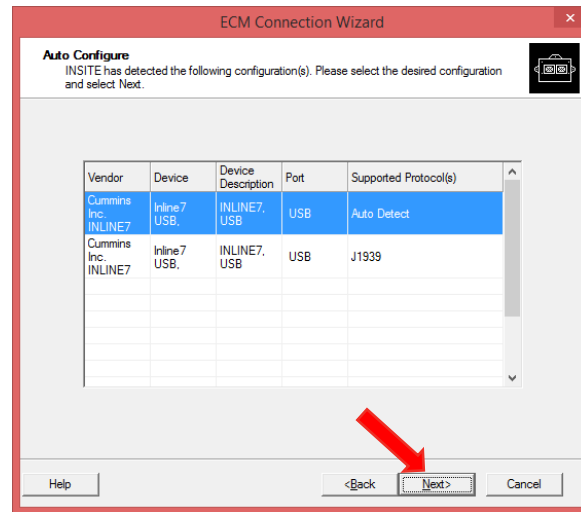 ECM Connection Wizard
Auto Configure
INSITE has detected the following configuration(s). Please select the desired configuration
and select Next.
Vendor Device Device Description Port Supported Protocol(s)
Cummins Inc. INLINE7 Inline7 USB, INLINE7, USB USB Auto Detect
Cummins Inc. INLINE7 Inline7 USB, INLINE7, USB USB J1939
Help <Back Next> Cancel